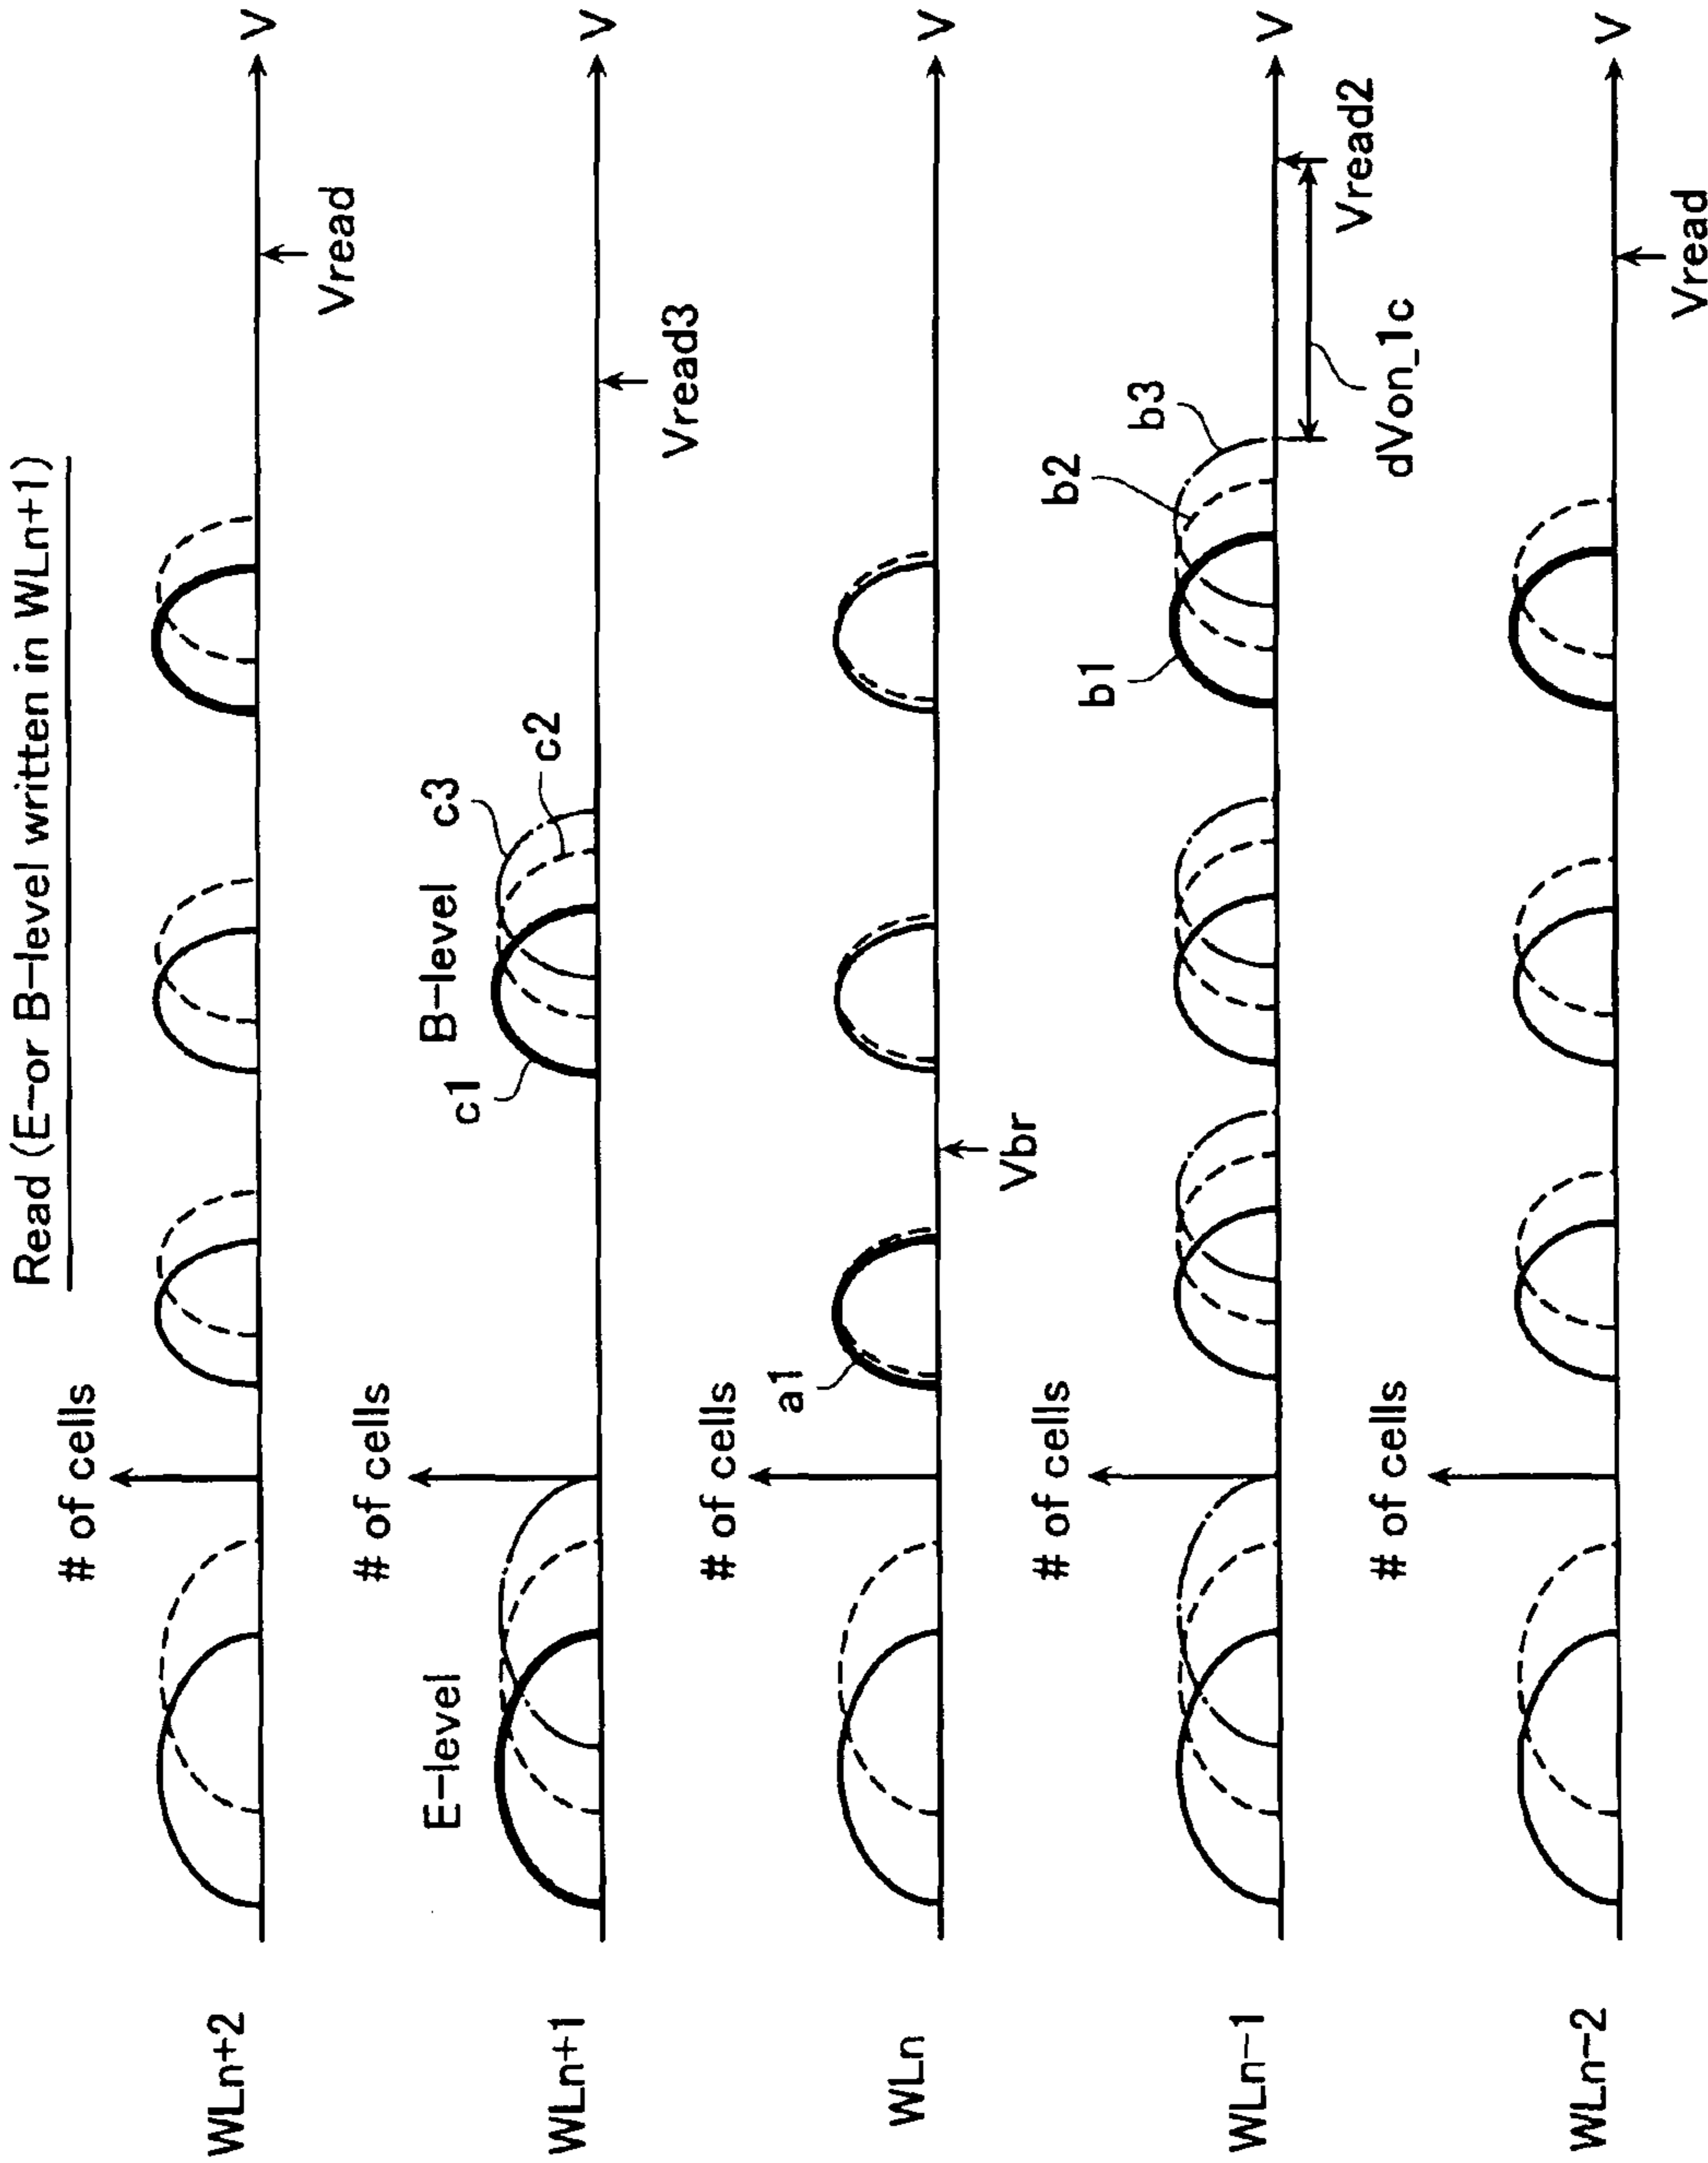 Read (E-or B-level written in WLn+1)
# of cells
WLn+2
Vread
V
# of cells
WLn+1
E-level
B-level
c1
c2
c3
Vread3
V
# of cells
WLn
a1
Vbr
V
# of cells
WLn-1
b1
b2
b3
dVon_1c
Vread2
V
# of cells
WLn-2
Vread
V